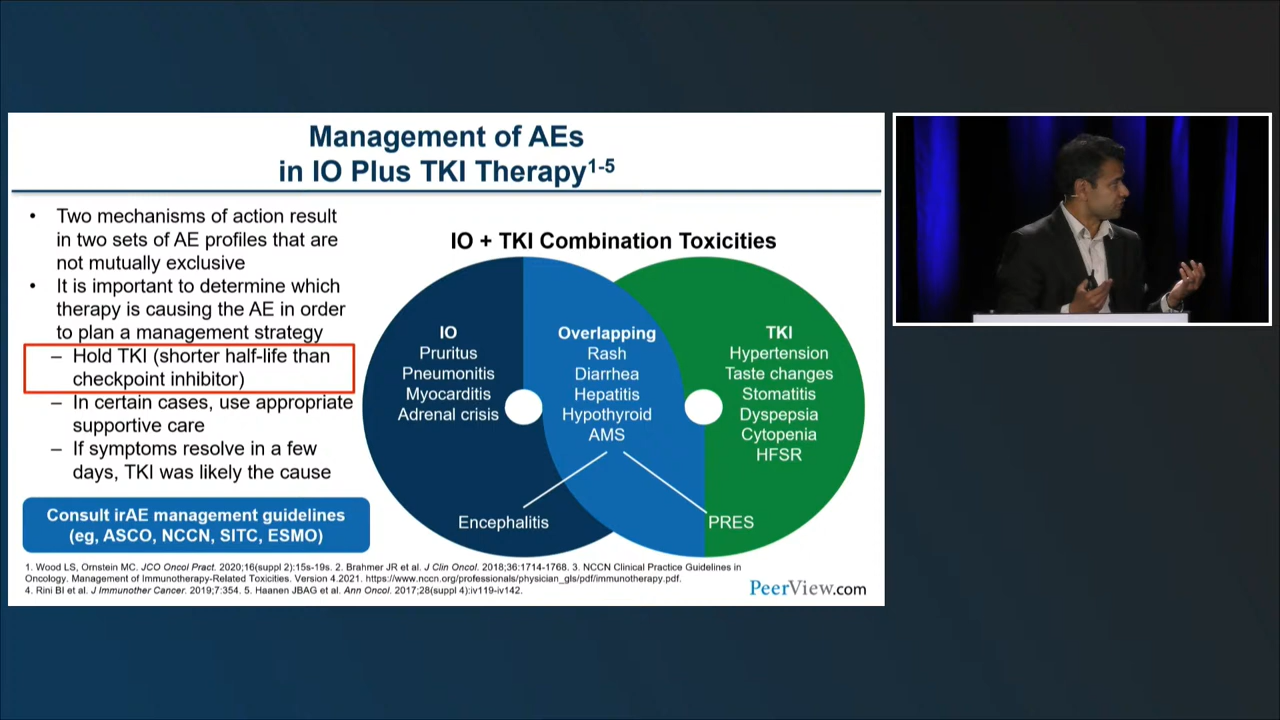 Management of AEs
in IO Plus TKI Therapy1-5
• Two mechanisms of action result
in two sets of AE profiles that are
not mutually exclusive
• It is important to determine which
therapy is causing the AE in order
to plan a management strategy
– Hold TKI (shorter half-life than
checkpoint inhibitor)
– In certain cases, use appropriate
supportive care
– If symptoms resolve in a few
days, TKI was likely the cause
Consult irAE management guidelines
(eg, ASCO, NCCN, SITC, ESMO)
IO + TKI Combination Toxicities
IO
Pruritus
Pneumonitis
Myocarditis
Adrenal crisis
Overlapping
Rash
Diarrhea
Hepatitis
Hypothyroid
AMS
TKI
Hypertension
Taste changes
Stomatitis
Dyspepsia
Cytopenia
HFSR
Encephalitis
PRES
1. Wood LS, Ornstein MC. JCO Oncol Pract. 2020;16(suppl 2):15s-19s. 2. Brahmer JR et al. J Clin Oncol. 2018;36:1714-1768. 3. NCCN Clinical Practice Guidelines in
Oncology. Management of Immunotherapy-Related Toxicities. Version 4.2021. https://www.nccn.org/professionals/physician_gls/pdf/immunotherapy.pdf.
4. Rini BI et al. J Immunother Cancer. 2019;7:354. 5. Haanen JBAG et al. Ann Oncol. 2017;28(suppl 4):iv119-iv142.
PeerView.com